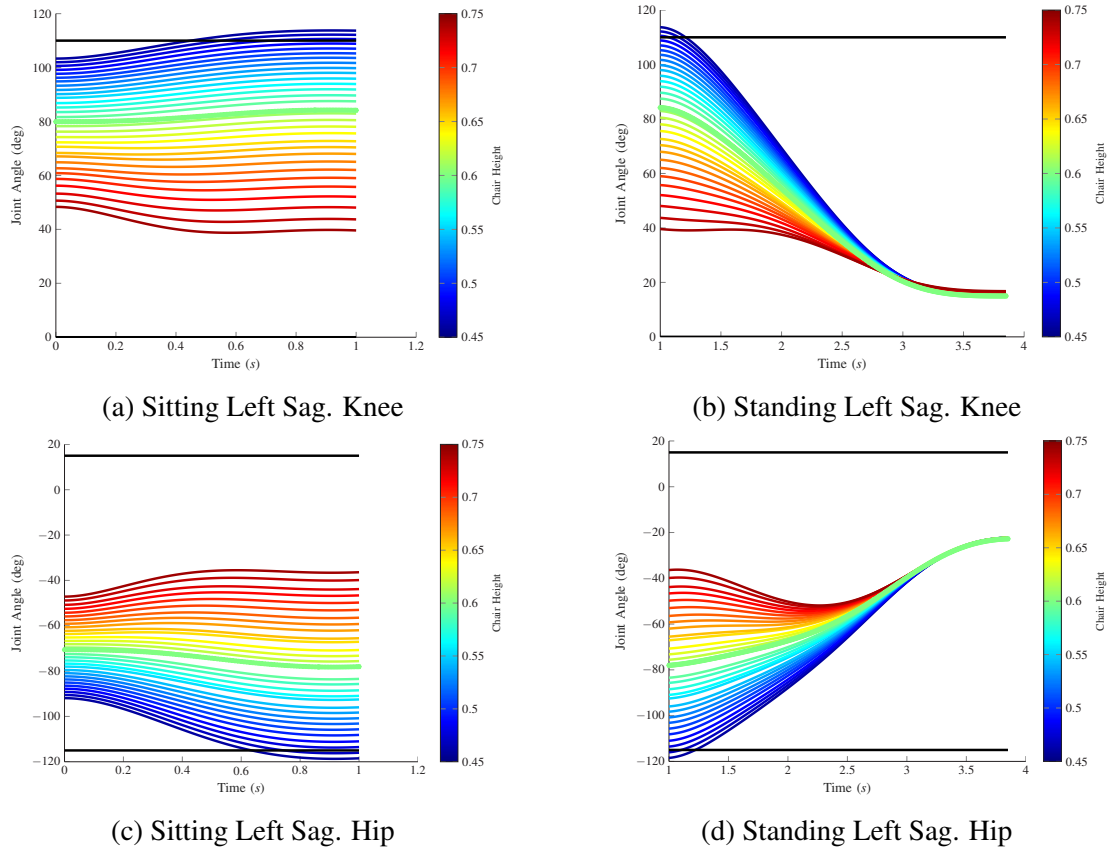 120
100
80
60
40
20
0
0 0.2 0.4 0.6 0.8 1 1.2
Time (s)
Joint Angle (deg)
0.75
0.7
0.65
0.6
0.55
0.5
0.45
Chair Height
(a) Sitting Left Sag. Knee
120
100
80
60
40
20
0
1 1.5 2 2.5 3 3.5 4
Time (s)
Joint Angle (deg)
0.75
0.7
0.65
0.6
0.55
0.5
0.45
Chair Height
(b) Standing Left Sag. Knee
20
0
−20
−40
−60
−80
−100
−120
0 0.2 0.4 0.6 0.8 1 1.2
Time (s)
Joint Angle (deg)
0.75
0.7
0.65
0.6
0.55
0.5
0.45
Chair Height
(c) Sitting Left Sag. Hip
20
0
−20
−40
−60
−80
−100
−120
1 1.5 2 2.5 3 3.5 4
Time (s)
Joint Angle (deg)
0.75
0.7
0.65
0.6
0.55
0.5
0.45
Chair Height
(d) Standing Left Sag. Hip